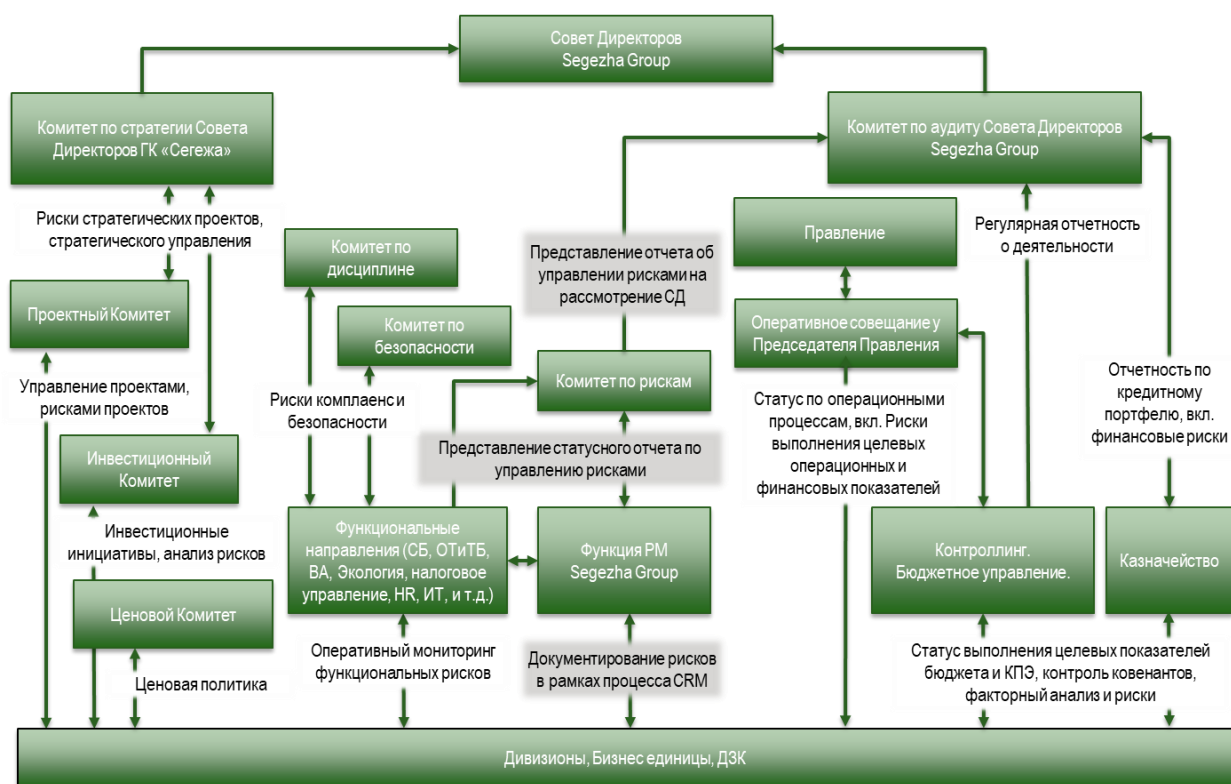 Совет Директоров
Segezha Group
Комитет по стратегии Совета
Директоров ГК «Сегежа»
Комитет по аудиту Совета Директоров
Segezha Group
Риски стратегических проектов,
стратегического управления
Комитет по
дисциплине
Представление отчета об
управлении рисками на
рассмотрение СД
Правление
Регулярная отчетность
о деятельности
Проектный Комитет
Комитет по
безопасности
Оперативное совещание у
Председателя Правления
Управление проектами,
рисками проектов
Риски комплаенс и
безопасности
Комитет по рискам
Статус по операционным
процессам, вкл. Риски
выполнения целевых
операционных и
финансовых показателей
Отчетность по
кредитному
портфелю, вкл.
финансовые риски
Представление статусного отчета по
управлению рисками
Инвестиционный
Комитет
Инвестиционные
инициативы, анализ рисков
Функциональные
направления (СБ, ОТиТБ,
ВА, Экология, налоговое
управление, HR, ИТ, и т.д.)
Функция РМ
Segezha Group
Контроллинг.
Бюджетное управление.
Казначейство
Ценовой Комитет
Ценовая политика
Оперативный мониторинг
функциональных рисков
Документирование рисков
в рамках процесса CRM
Статус выполнения целевых показателей
бюджета и КПЭ, контроль ковенантов,
факторный анализ и риски
Дивизионы, Бизнес единицы, ДЗК